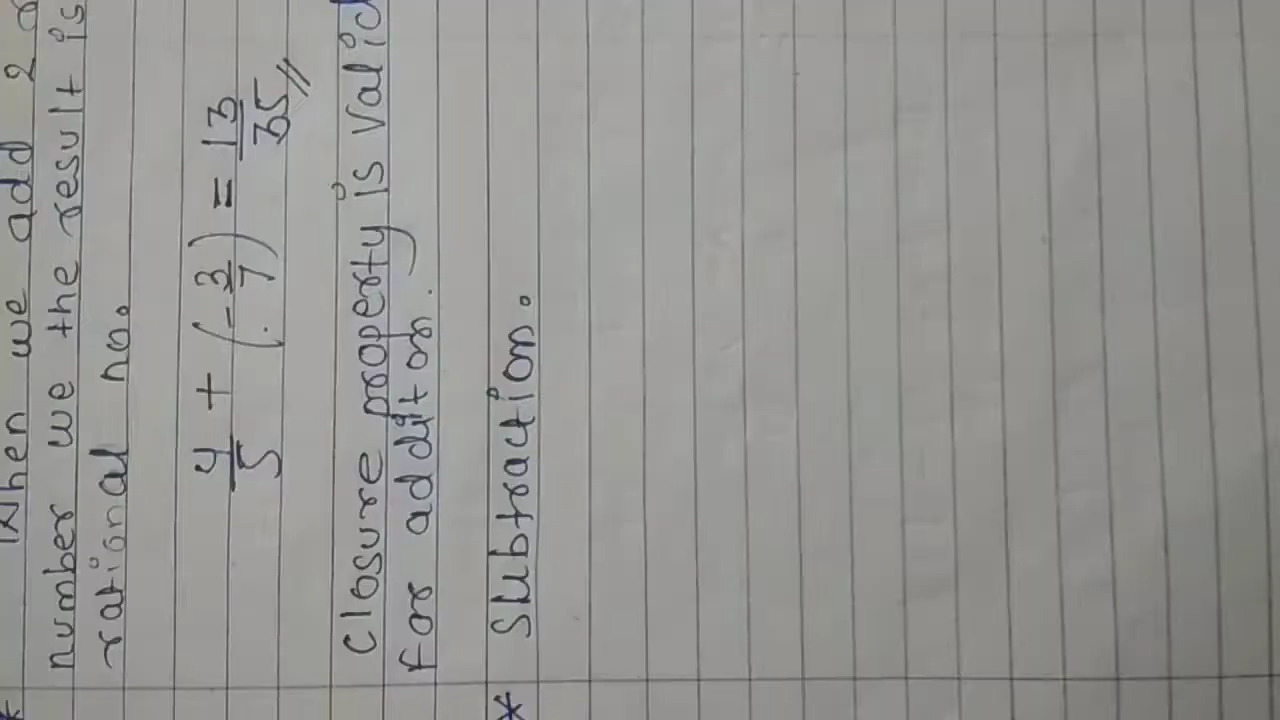 * When we add 2
number we the result is
rational no.
4/5 + (-3/7) = 13/35 //
Closure property is valid
for additon.
* Subtraction.